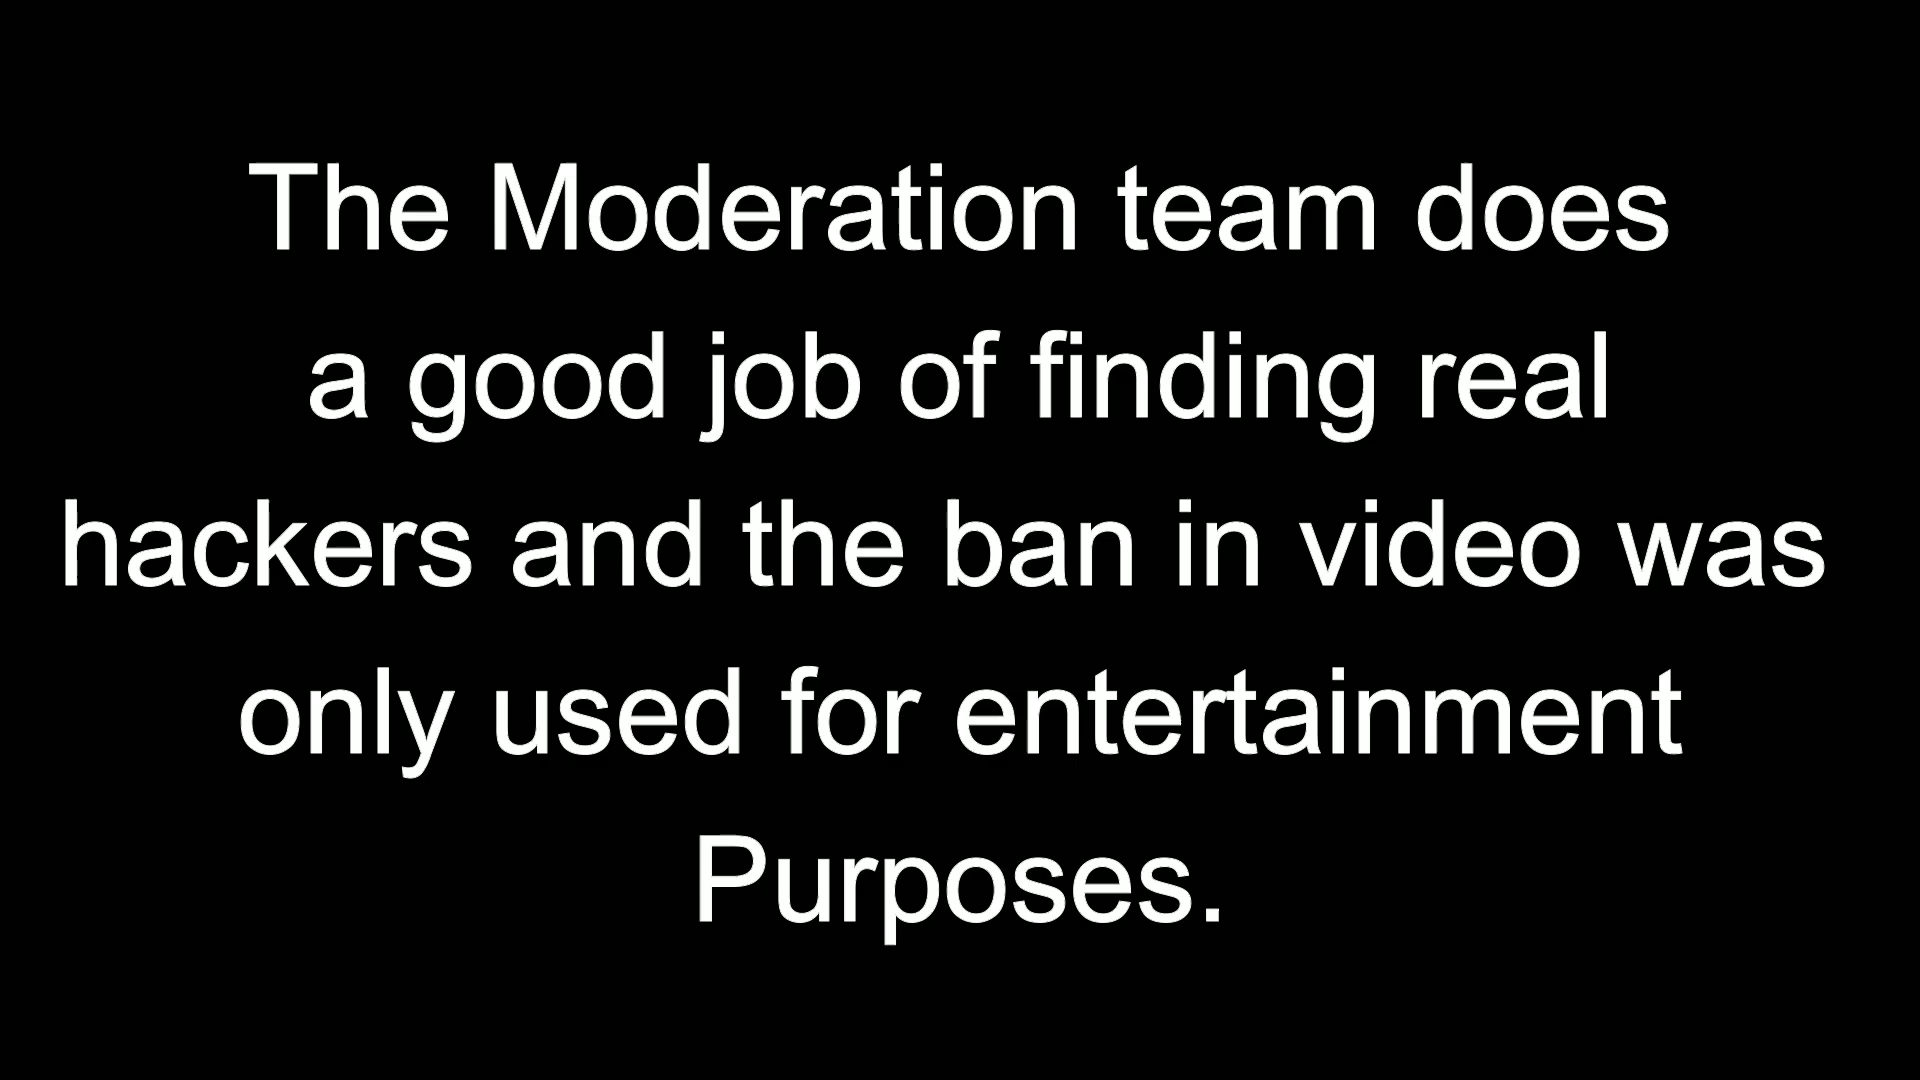 The Moderation team does
a good job of finding real
hackers and the ban in video was
only used for entertainment
Purposes.